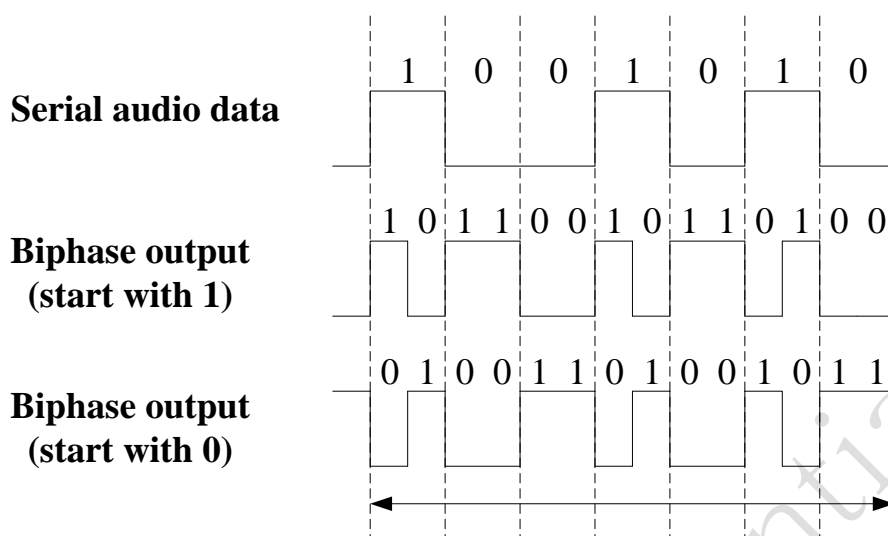 1 0 0 1 0 1 0
Serial audio data
1 0 1 1 0 0 1 0 1 1 0 1 0 0
Biphase output
(start with 1)
0 1 0 0 1 1 0 1 0 0 1 0 1 1
Biphase output
(start with 0)